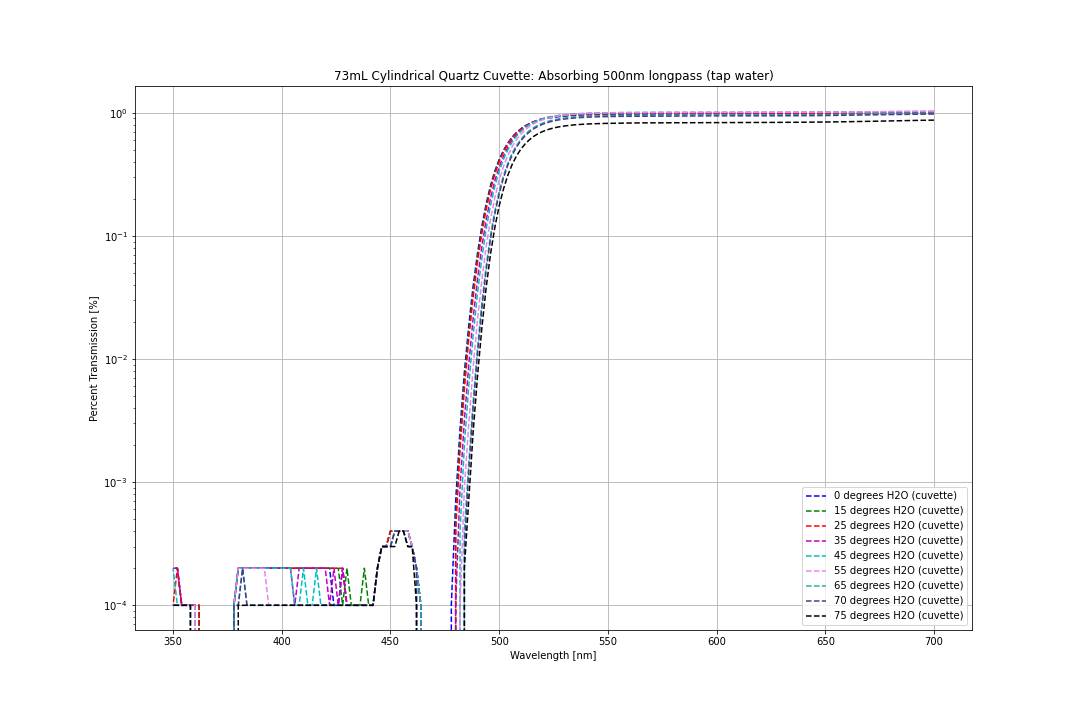 73mL Cylindrical Quartz Cuvette: Absorbing 500nm longpass (tap water)
Percent Transmission [%]
10⁰
10⁻¹
10⁻²
10⁻³
10⁻⁴
0 degrees H2O (cuvette)
15 degrees H2O (cuvette)
25 degrees H2O (cuvette)
35 degrees H2O (cuvette)
45 degrees H2O (cuvette)
55 degrees H2O (cuvette)
65 degrees H2O (cuvette)
70 degrees H2O (cuvette)
75 degrees H2O (cuvette)
350 400 450 500 550 600 650 700
Wavelength [nm]